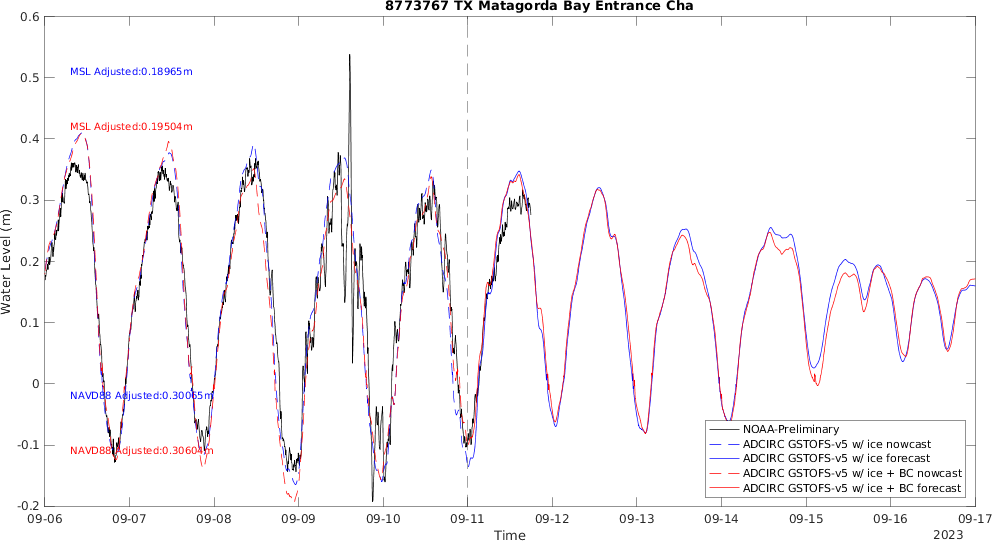 8773767 TX Matagorda Bay Entrance Cha
0.6
0.5
0.4
0.3
0.2
0.1
0
-0.1
-0.2
Water Level (m)
MSL Adjusted:0.18965m
MSL Adjusted:0.19504m
NAVD88 Adjusted:0.30065m
NAVD88 Adjusted:0.30604m
NOAA-Preliminary
ADCIRC GSTOFS-v5 w/ ice nowcast
ADCIRC GSTOFS-v5 w/ ice forecast
ADCIRC GSTOFS-v5 w/ ice + BC nowcast
ADCIRC GSTOFS-v5 w/ ice + BC forecast
09-06 09-07 09-08 09-09 09-10 09-11 09-12 09-13 09-14 09-15 09-16 09-17
Time
2023